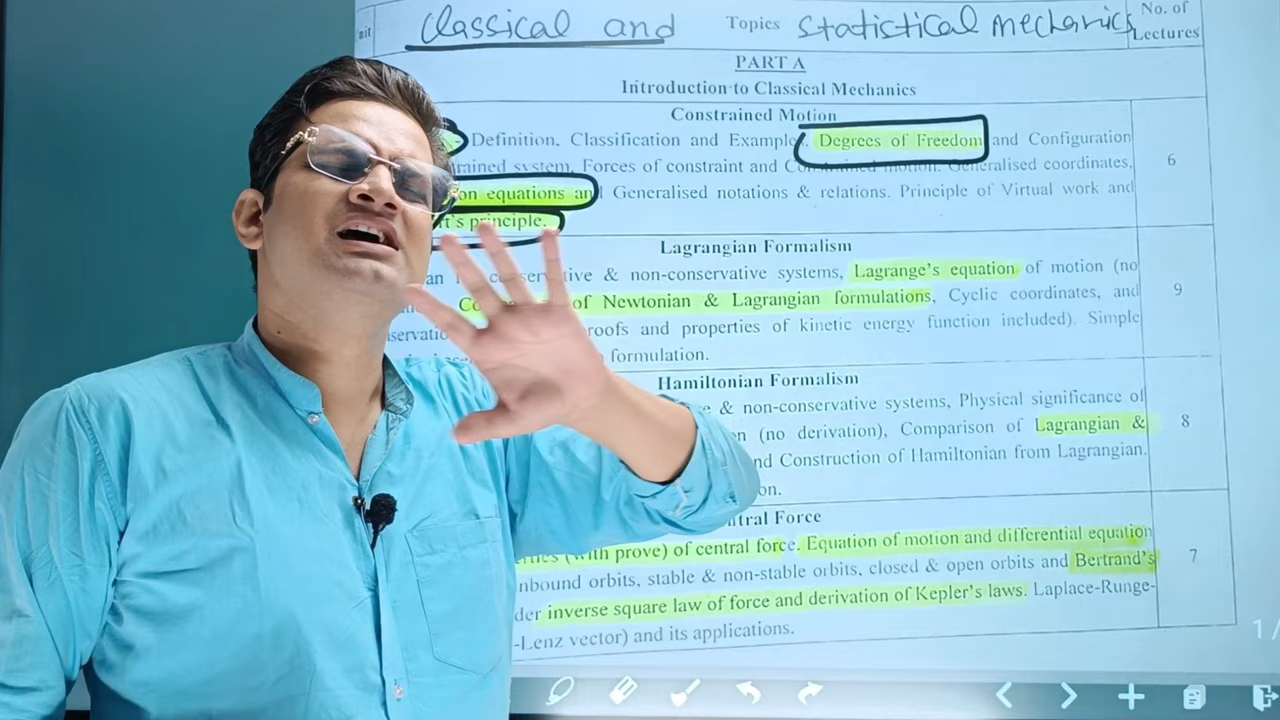 Classical and Topics Statistical mechanics No. of
Lectures
PART A
Introduction to Classical Mechanics
Constrained Motion
Definition, Classification and Example Degrees of Freedom and Configuration
system, Forces of constraint and Motion. Generalised coordinates, 6
equations and Generalised notations & relations. Principle of Virtual work and
principle.
Lagrangian Formalism
& non-conservative systems, Lagrange's equation of motion (no
of Newtonian & Lagrangian formulations, Cyclic coordinates, and 9
proofs and properties of kinetic energy function included). Simple
formulation.
Hamiltonian Formalism
& non-conservative systems, Physical significance of
(no derivation), Comparison of Lagrangian & 8
Construction of Hamiltonian from Lagrangian.
Force
(with prove) of central force. Equation of motion and differential equation
orbits, stable & non-stable orbits, closed & open orbits and Bertrand's 7
inverse square law of force and derivation of Kepler's laws. Laplace-Runge-
-Lenz vector) and its applications.